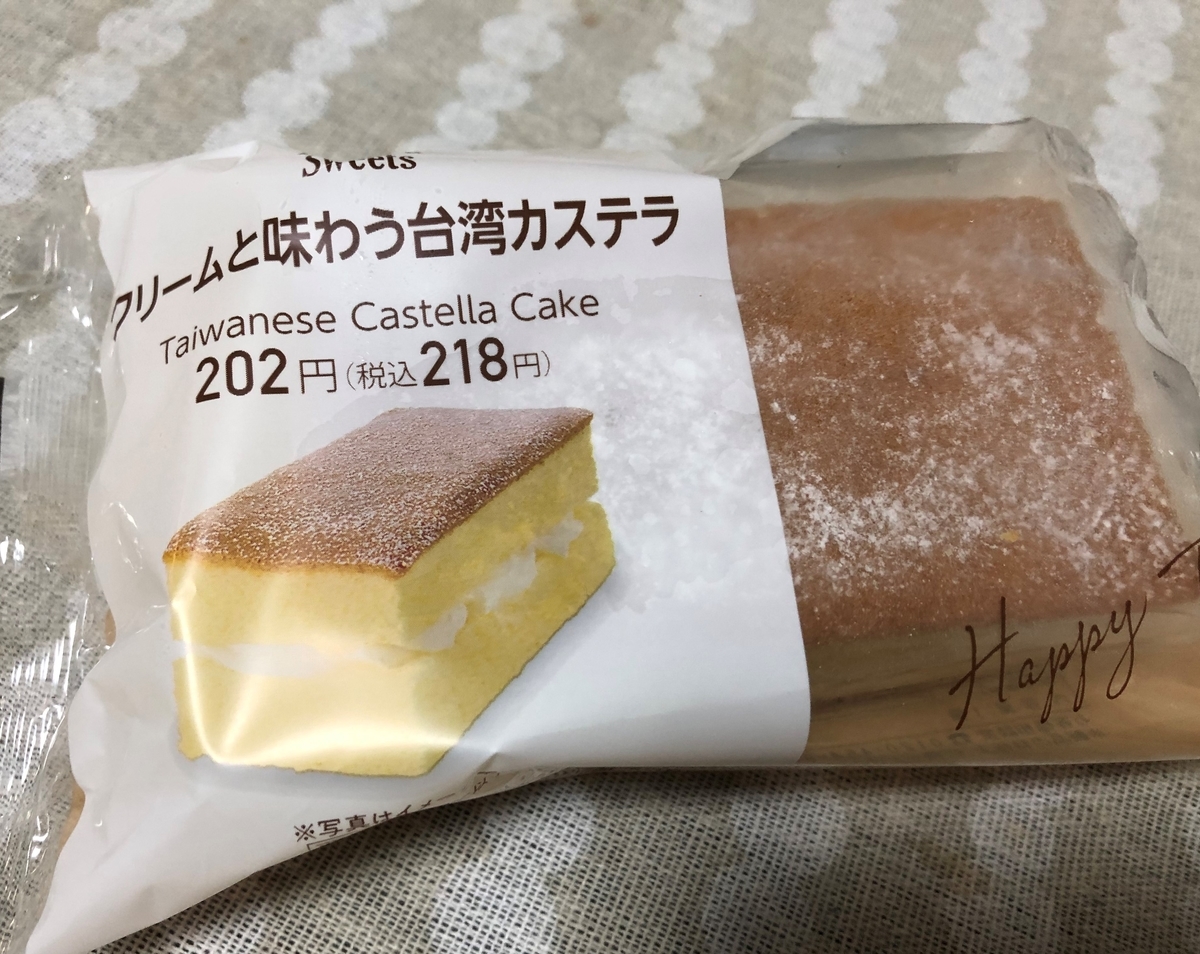 Sweets
クリームと味わう台湾カステラ
Taiwanese Castella Cake
202円(税込218円)
※写真はイメー
Happy